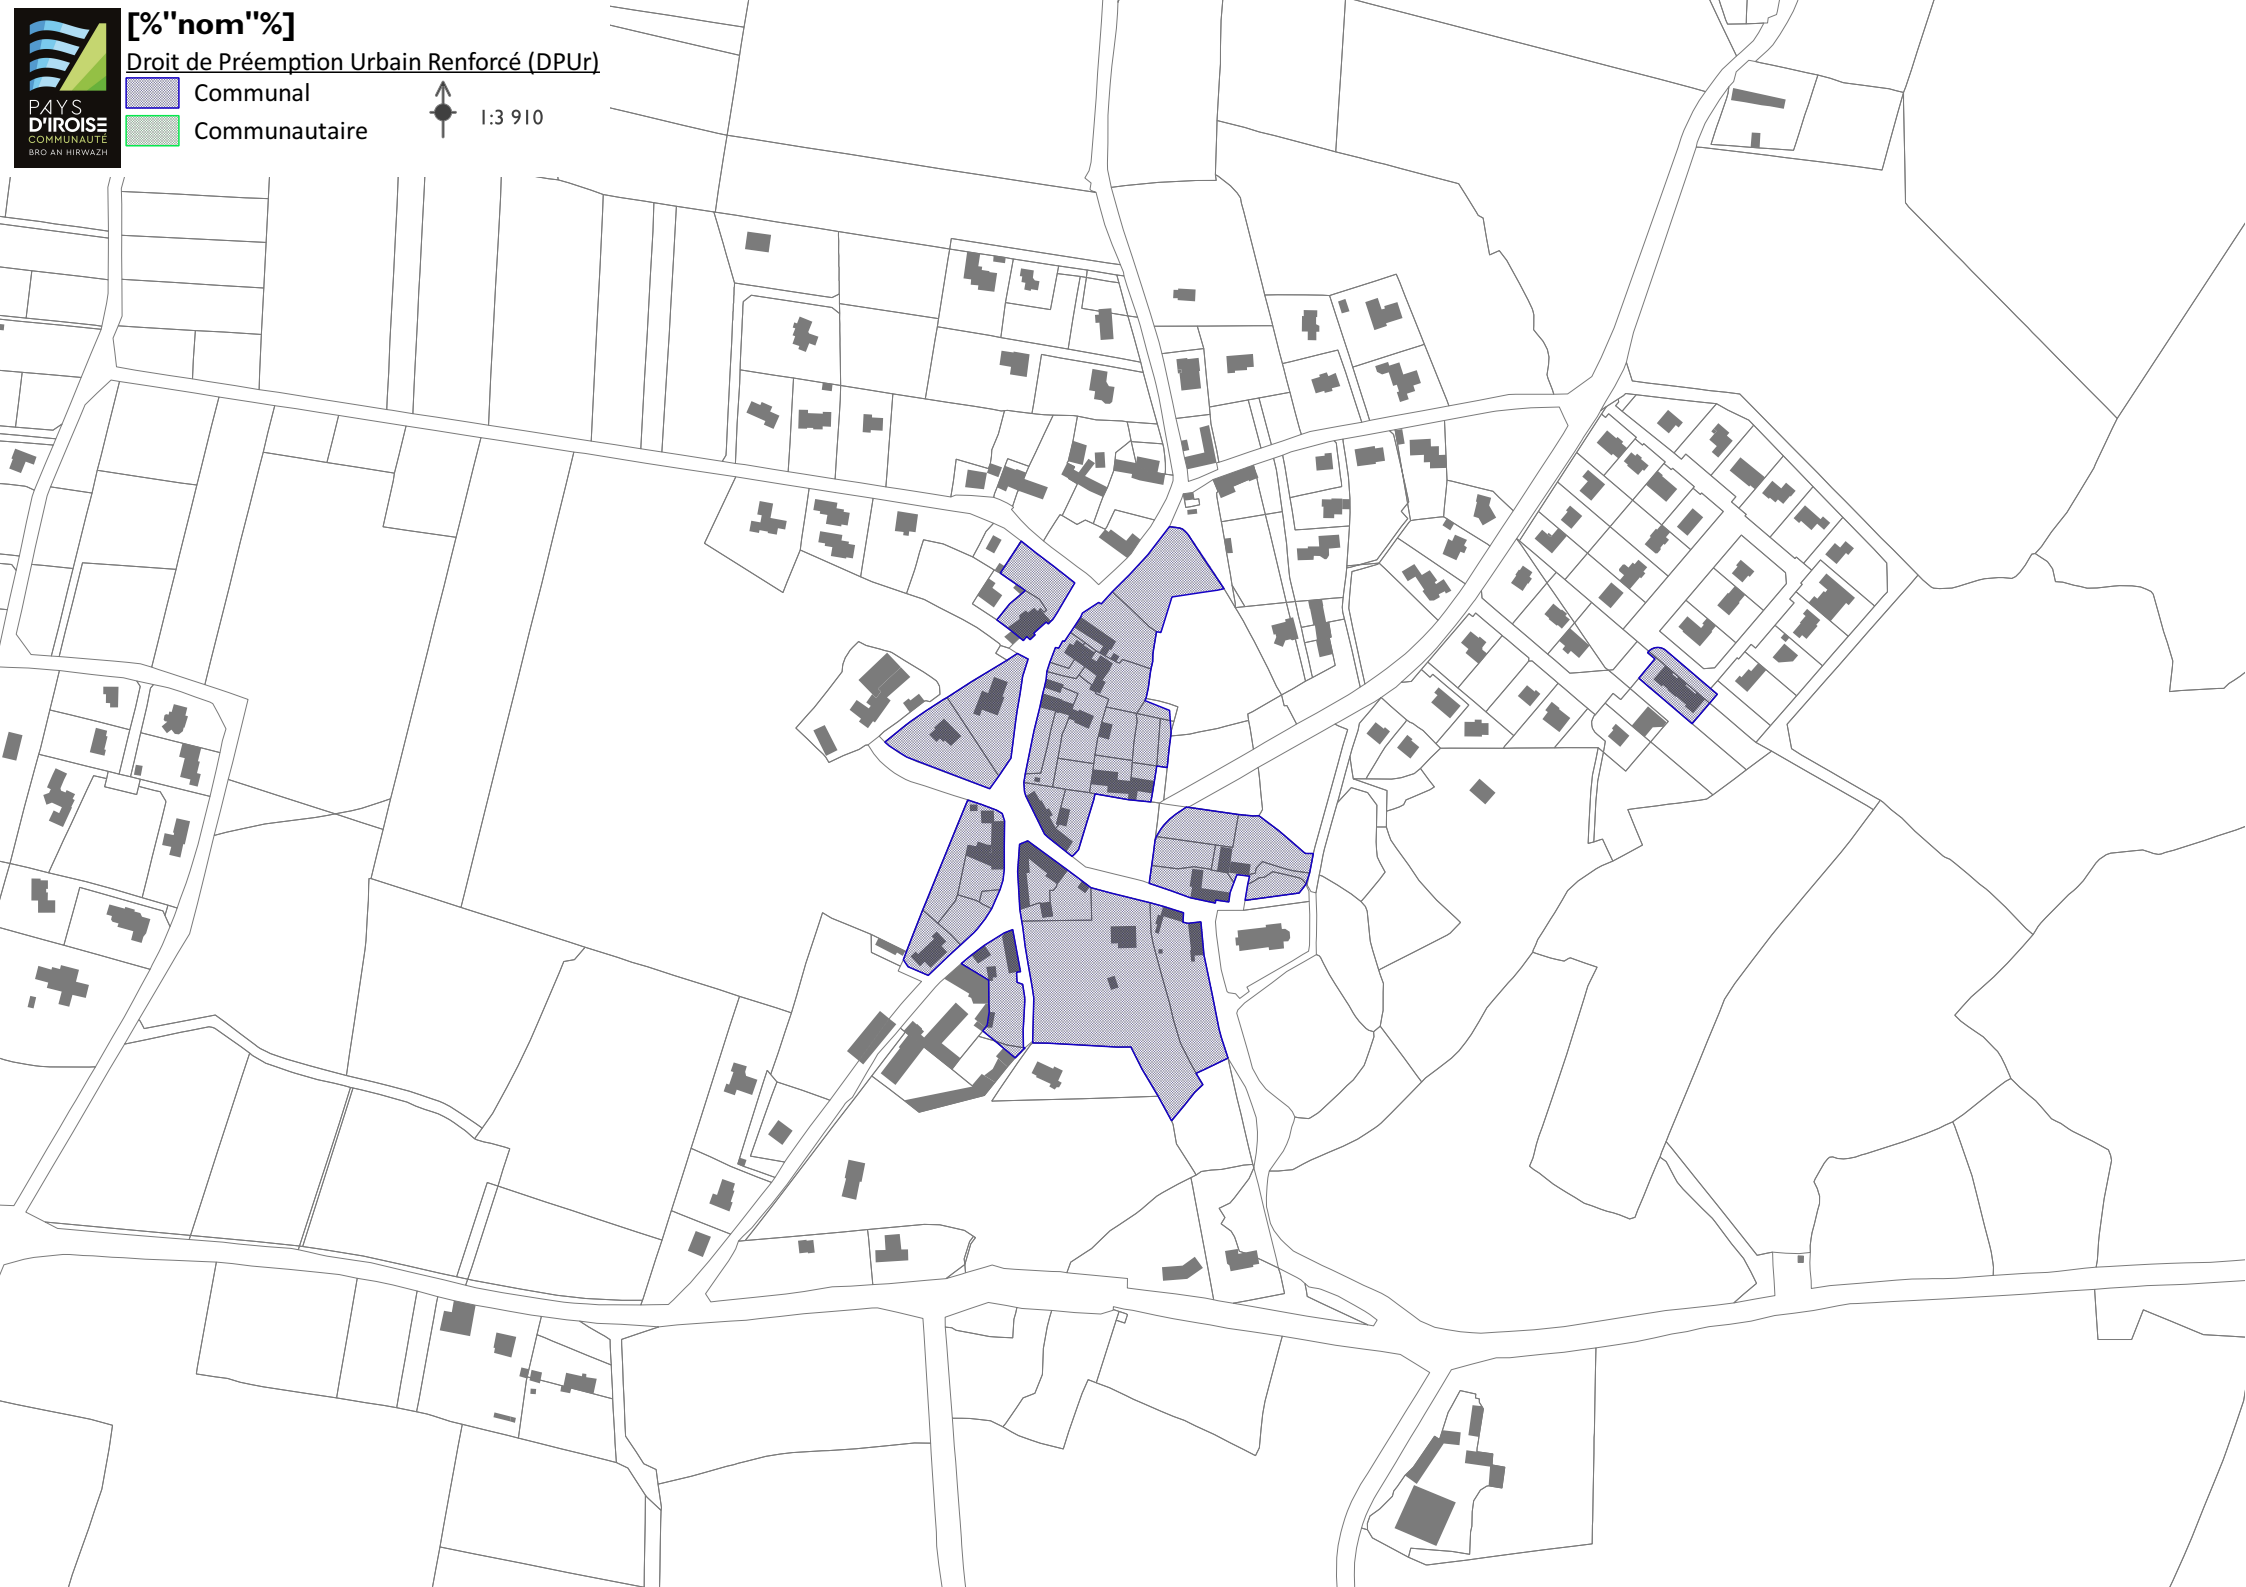 [%"nom"%]
Droit de Préemption Urbain Renforcé (DPUr)
Communal
Communautaire
1:3 910
PAYS
D'IROISE
COMMUNAUTÉ
BRO AN HIRWAZH